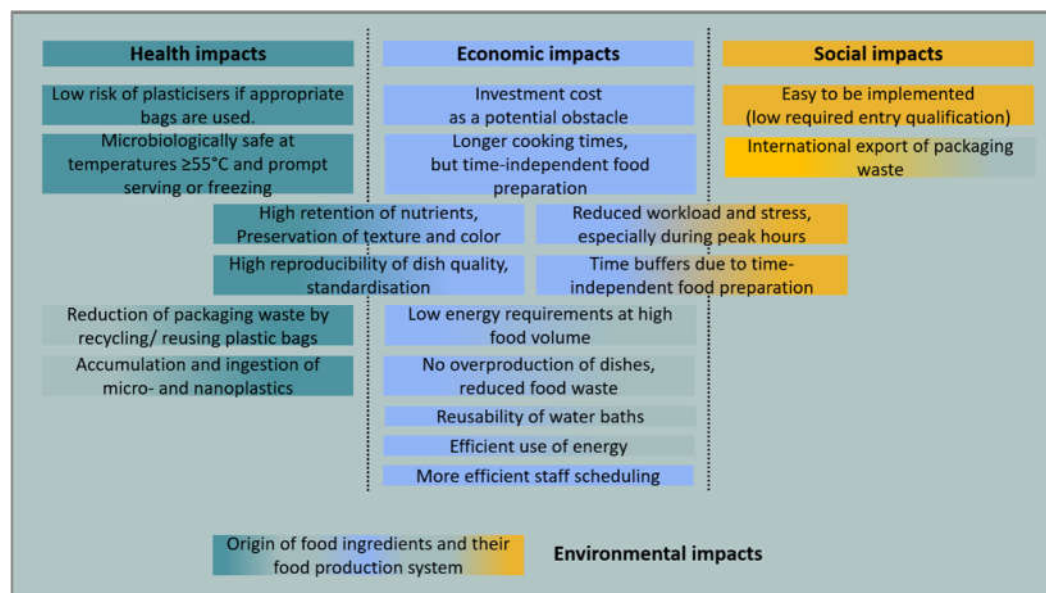 Health impacts
Economic impacts
Social impacts
Low risk of plasticisers if appropriate
bags are used.
Investment cost
as a potential obstacle
Easy to be implemented
(low required entry qualification)
Microbiologically safe at
temperatures ≥55°C and prompt
serving or freezing
Longer cooking times,
but time-independent food
preparation
International export of packaging
waste
High retention of nutrients,
Preservation of texture and color
Reduced workload and stress,
especially during peak hours
High reproducibility of dish quality,
standardisation
Time buffers due to time-
independent food preparation
Reduction of packaging waste by
recycling/ reusing plastic bags
Low energy requirements at high
food volume
Accumulation and ingestion of
micro- and nanoplastics
No overproduction of dishes,
reduced food waste
Reusability of water baths
Efficient use of energy
More efficient staff scheduling
Origin of food ingredients and their
food production system
Environmental impacts